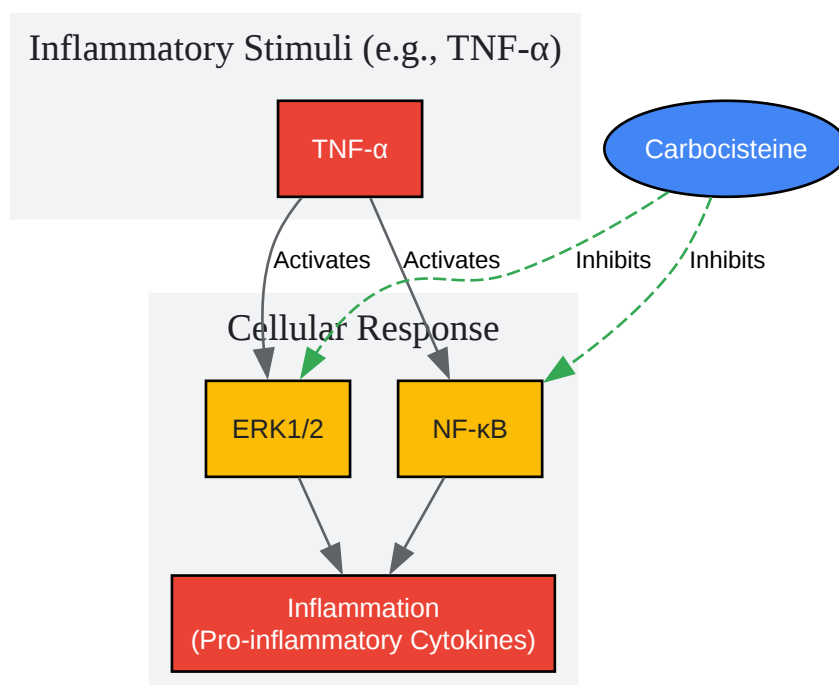 Inflammatory Stimuli (e.g., TNF-α)
TNF-α
Carbocisteine
Activates
Activates
Inhibits
Inhibits
Cellular Response
ERK1/2
NF-κB
Inflammation
(Pro-inflammatory Cytokines)